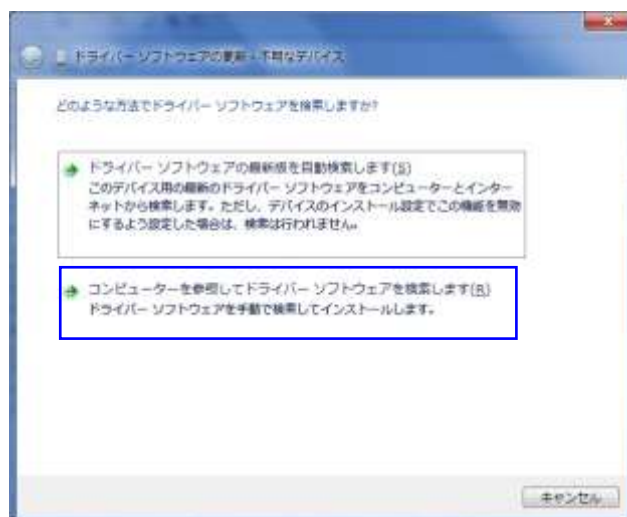 ドライバー ソフトウェアの更新 - 不明なデバイス
どのような方法でドライバー ソフトウェアを検索しますか?
ドライバー ソフトウェアの最新版を自動検索します(S)
このデバイス用の最新のドライバー ソフトウェアをコンピューターとインター
ネットから検索します。ただし、デバイスのインストール設定でこの機能を無効
にするよう設定した場合は、検索は行われません。
コンピューターを参照してドライバー ソフトウェアを検索します(R)
ドライバー ソフトウェアを手動で検索してインストールします。
キャンセル